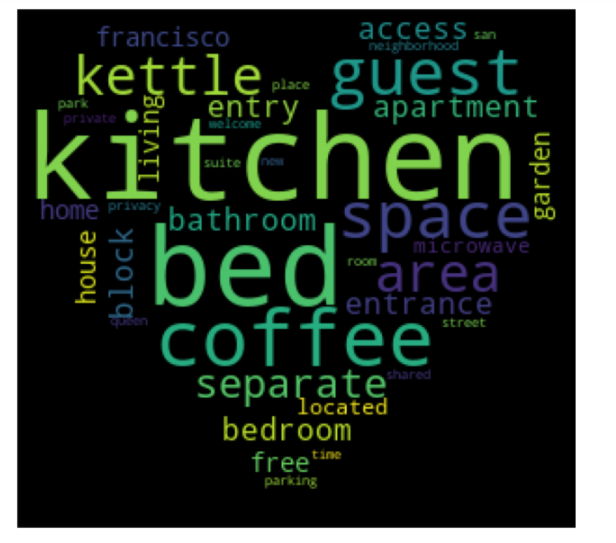 francisco
access
san
neighborhood
kettle
place
guest
park
private
living
entry
apartment
welcome
kitchen
suite
new
garden
home
privacy
bathroom
space
house
block
bed
microwave
room
area
queen
entrance
street
coffee
separate
shared
located
bedroom
free
time
parking